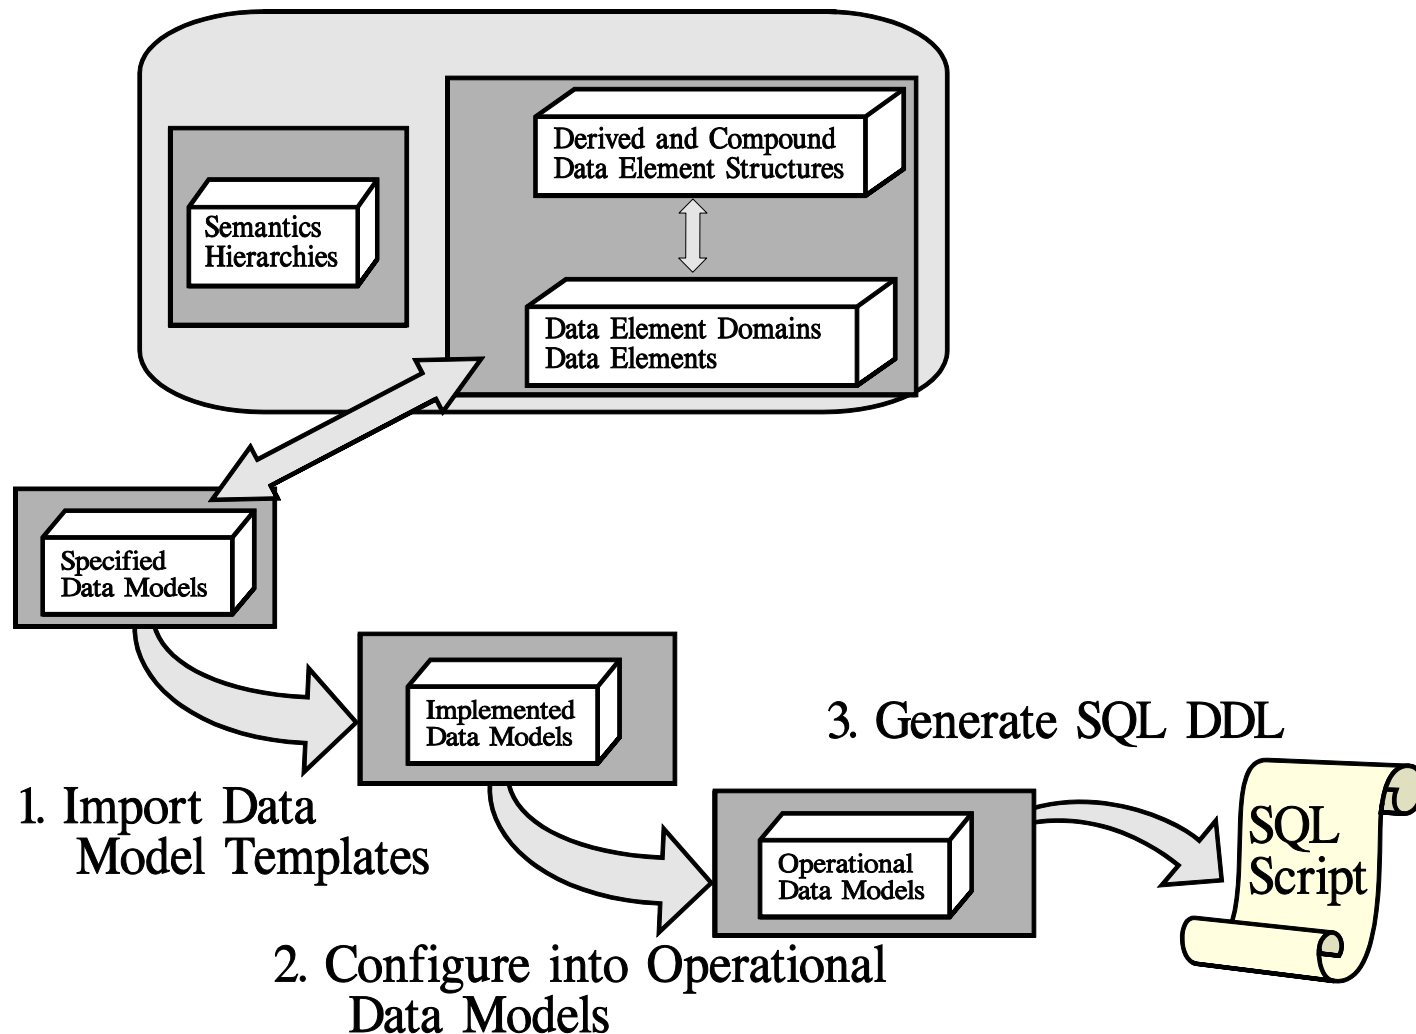 Derived and Compound
Data Element Structures
Semantics
Hierarchies
Data Element Domains
Data Elements
Specified
Data Models
Implemented
Data Models
3. Generate SQL DDL
1. Import Data
Model Templates
SQL
Script
Operational
Data Models
2. Configure into Operational
Data Models